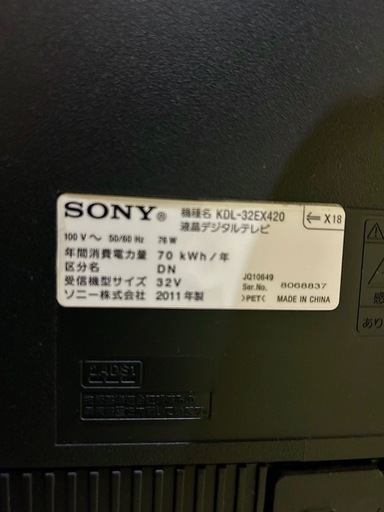 SONY® 機種名 KDL-32EX420
液晶デジタルテレビ
X18
100 V～ 50/60 Hz 76 W
年間消費電力量 70 kWh/年
区分名 DN
受信機型サイズ 32V
ソニー株式会社 2011年製
JQ10649
Ser.No. 8068837
>PET< MADE IN CHINA
感
あり